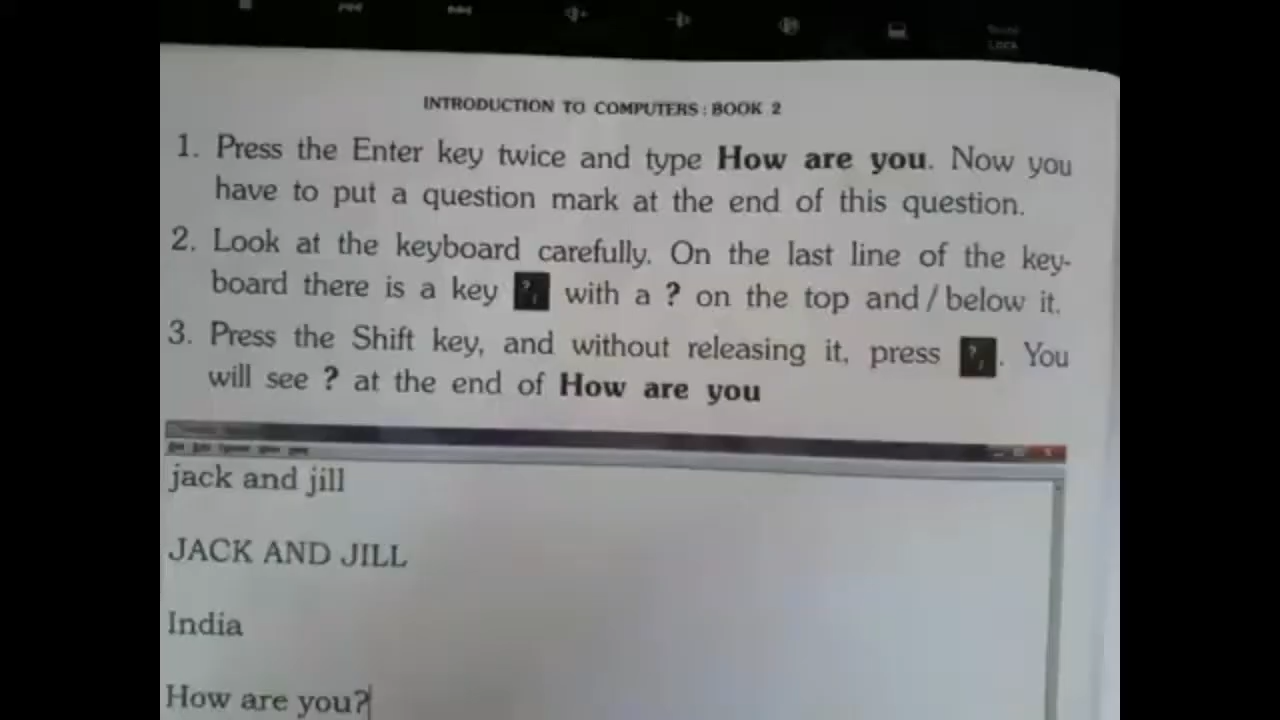 LOCK
INTRODUCTION TO COMPUTERS : BOOK 2
1. Press the Enter key twice and type How are you. Now you
have to put a question mark at the end of this question.
2. Look at the keyboard carefully. On the last line of the key-
board there is a key ? / with a ? on the top and / below it.
3. Press the Shift key, and without releasing it, press ? / . You
will see ? at the end of How are you
jack and jill
JACK AND JILL
India
How are you?